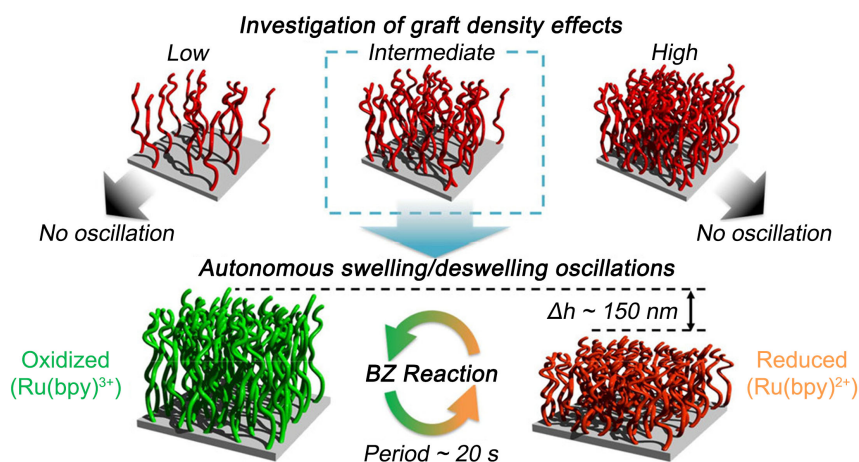 Investigation of graft density effects
Low
Intermediate
High
No oscillation
No oscillation
Autonomous swelling/deswelling oscillations
Δh ~ 150 nm
Oxidized
(Ru(bpy)³⁺)
BZ Reaction
Reduced
(Ru(bpy)²⁺)
Period ~ 20 s